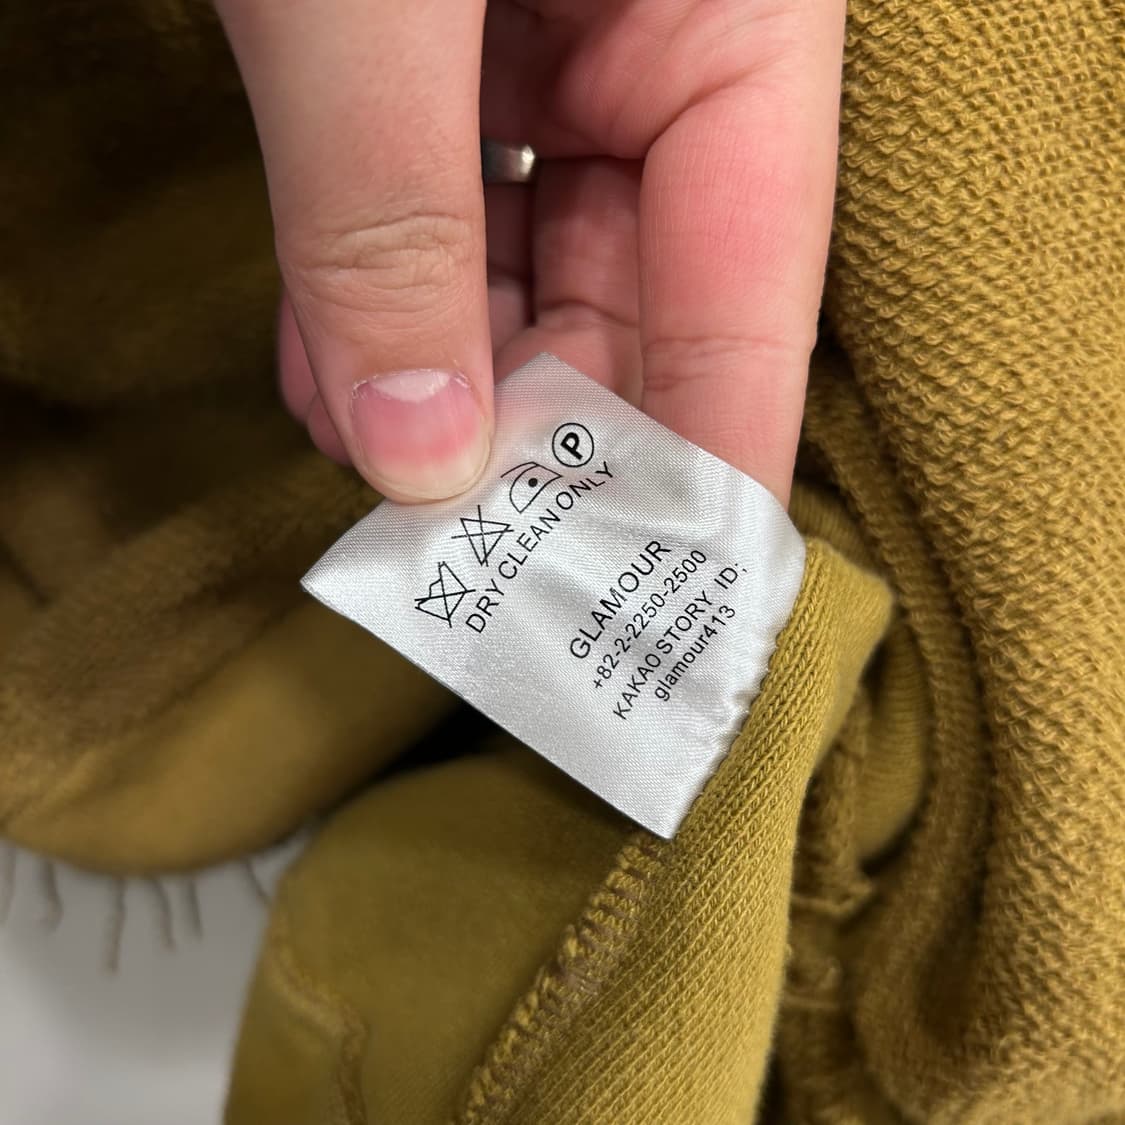 P
DRY CLEAN ONLY
GLAMOUR
+82-2-2250-2500
KAKAO STORY ID:
glamour413